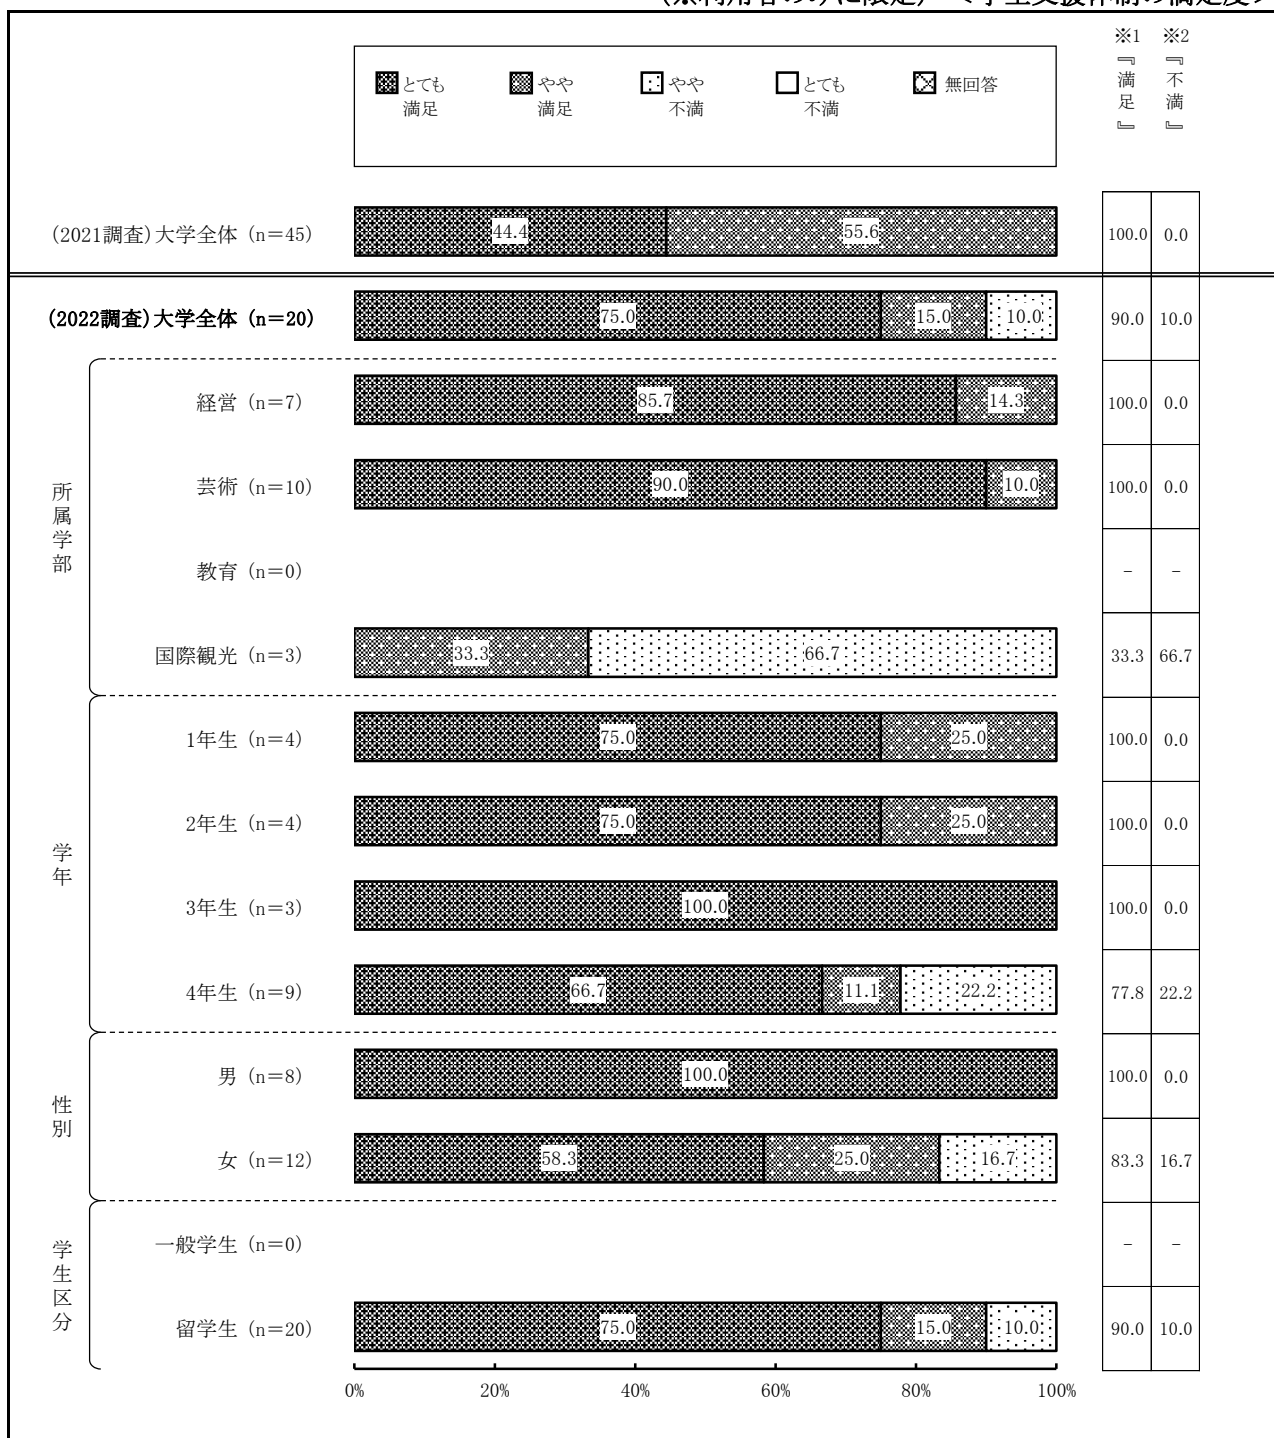 ※1 ※2
『満足』 『不満』
とても満足 やや満足 やや不満 とても不満 無回答
(2021調査)大学全体 (n=45) 44.4 55.6 100.0 0.0
(2022調査)大学全体 (n=20) 75.0 15.0 10.0 90.0 10.0
所属学部
経営 (n=7) 85.7 14.3 100.0 0.0
芸術 (n=10) 90.0 10.0 100.0 0.0
教育 (n=0) - -
国際観光 (n=3) 33.3 66.7 33.3 66.7
学年
1年生 (n=4) 75.0 25.0 100.0 0.0
2年生 (n=4) 75.0 25.0 100.0 0.0
3年生 (n=3) 100.0 100.0 0.0
4年生 (n=9) 66.7 11.1 22.2 77.8 22.2
性別
男 (n=8) 100.0 100.0 0.0
女 (n=12) 58.3 25.0 16.7 83.3 16.7
学生区分
一般学生 (n=0) - -
留学生 (n=20) 75.0 15.0 10.0 90.0 10.0
0% 20% 40% 60% 80% 100%